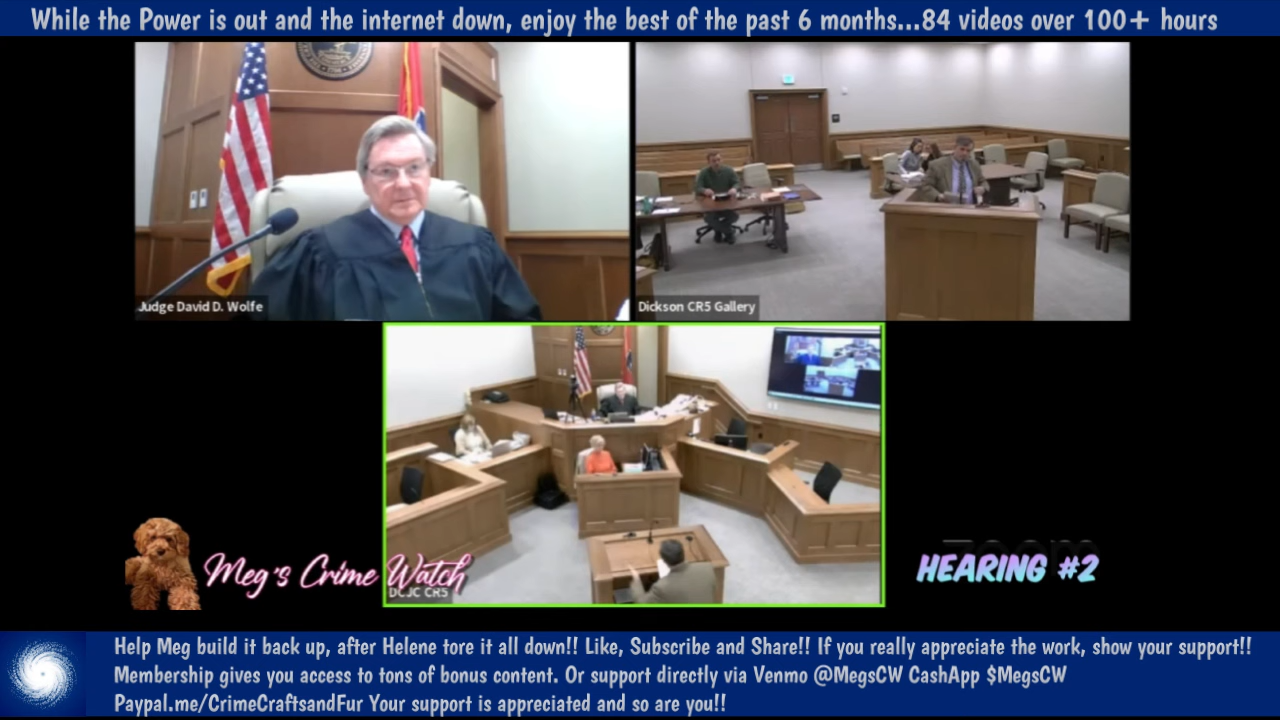 While the Power is out and the internet down, enjoy the best of the past 6 months...84 videos over 100+ hours
Judge David D. Wolfe
Dickson CR5 Gallery
Meg's Crime Watch
DCJC CR5
HEARING #2
Help Meg build it back up, after Helene tore it all down!! Like, Subscribe and Share!! If you really appreciate the work, show your support!!
Membership gives you access to tons of bonus content. Or support directly via Venmo @MegsCW CashApp $MegsCW
Paypal.me/CrimeCraftsandFur Your support is appreciated and so are you!!